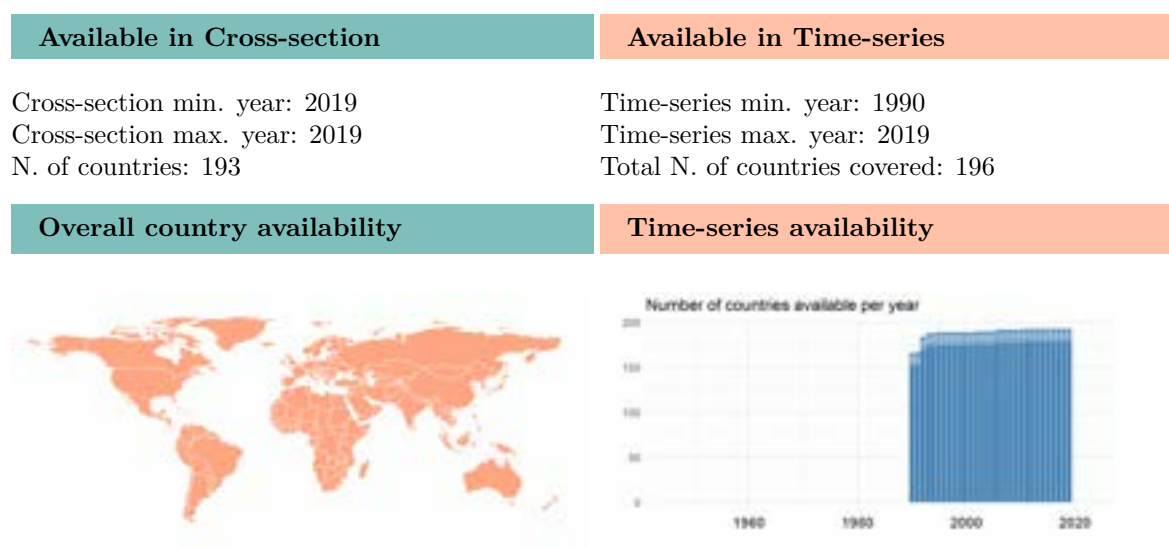 Available in Cross-section
Cross-section min. year: 2019
Cross-section max. year: 2019
N. of countries: 193
Available in Time-series
Time-series min. year: 1990
Time-series max. year: 2019
Total N. of countries covered: 196
Overall country availability
Time-series availability
Number of countries available per year
200
150
100
50
0
1960
1980
2000
2020